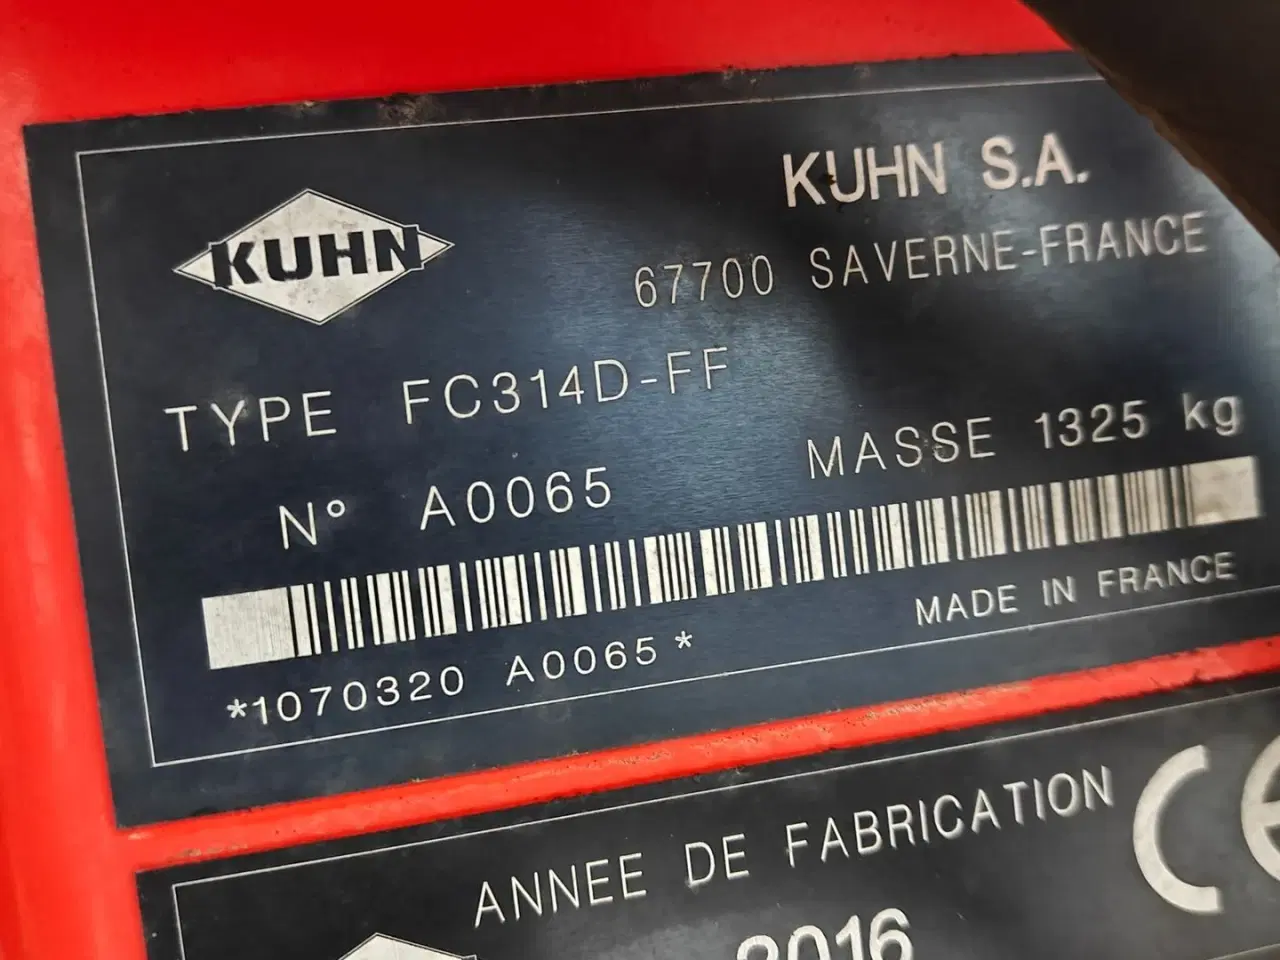 KUHN
KUHN S.A.
67700 SAVERNE-FRANCE
TYPE FC314D-FF
N° A0065
MASSE 1325 kg
*1070320 A0065*
MADE IN FRANCE
ANNEE DE FABRICATION
2016
CE